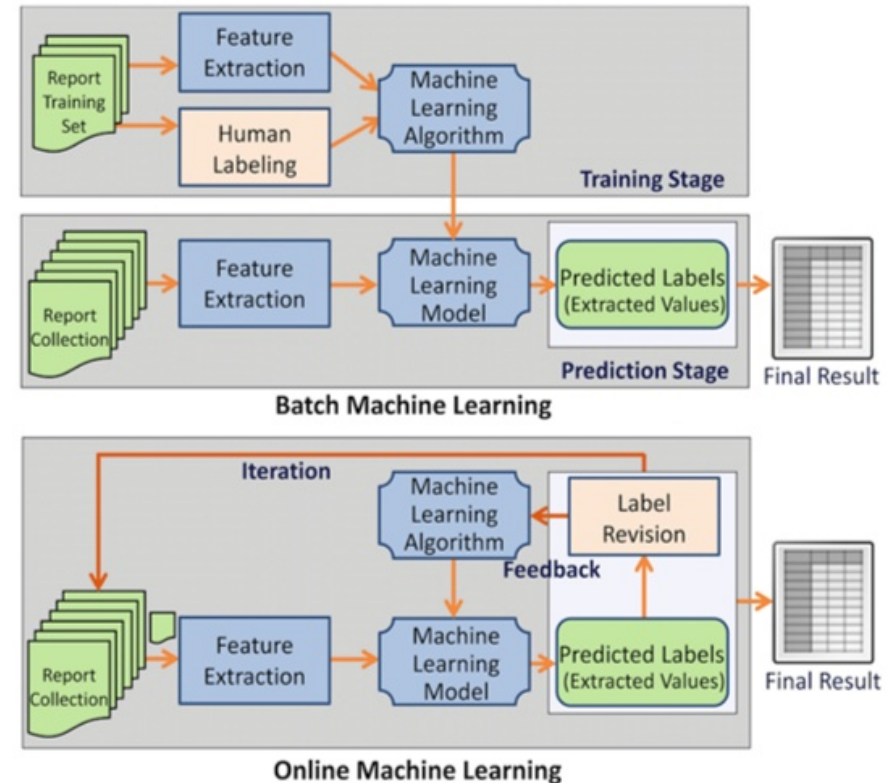 Report
Training
Set
Feature
Extraction
Human
Labeling
Machine
Learning
Algorithm
Training Stage
Report
Collection
Feature
Extraction
Machine
Learning
Model
Predicted Labels
(Extracted Values)
Prediction Stage
Final Result
Batch Machine Learning
Iteration
Machine
Learning
Algorithm
Label
Revision
Feedback
Report
Collection
Feature
Extraction
Machine
Learning
Model
Predicted Labels
(Extracted Values)
Final Result
Online Machine Learning